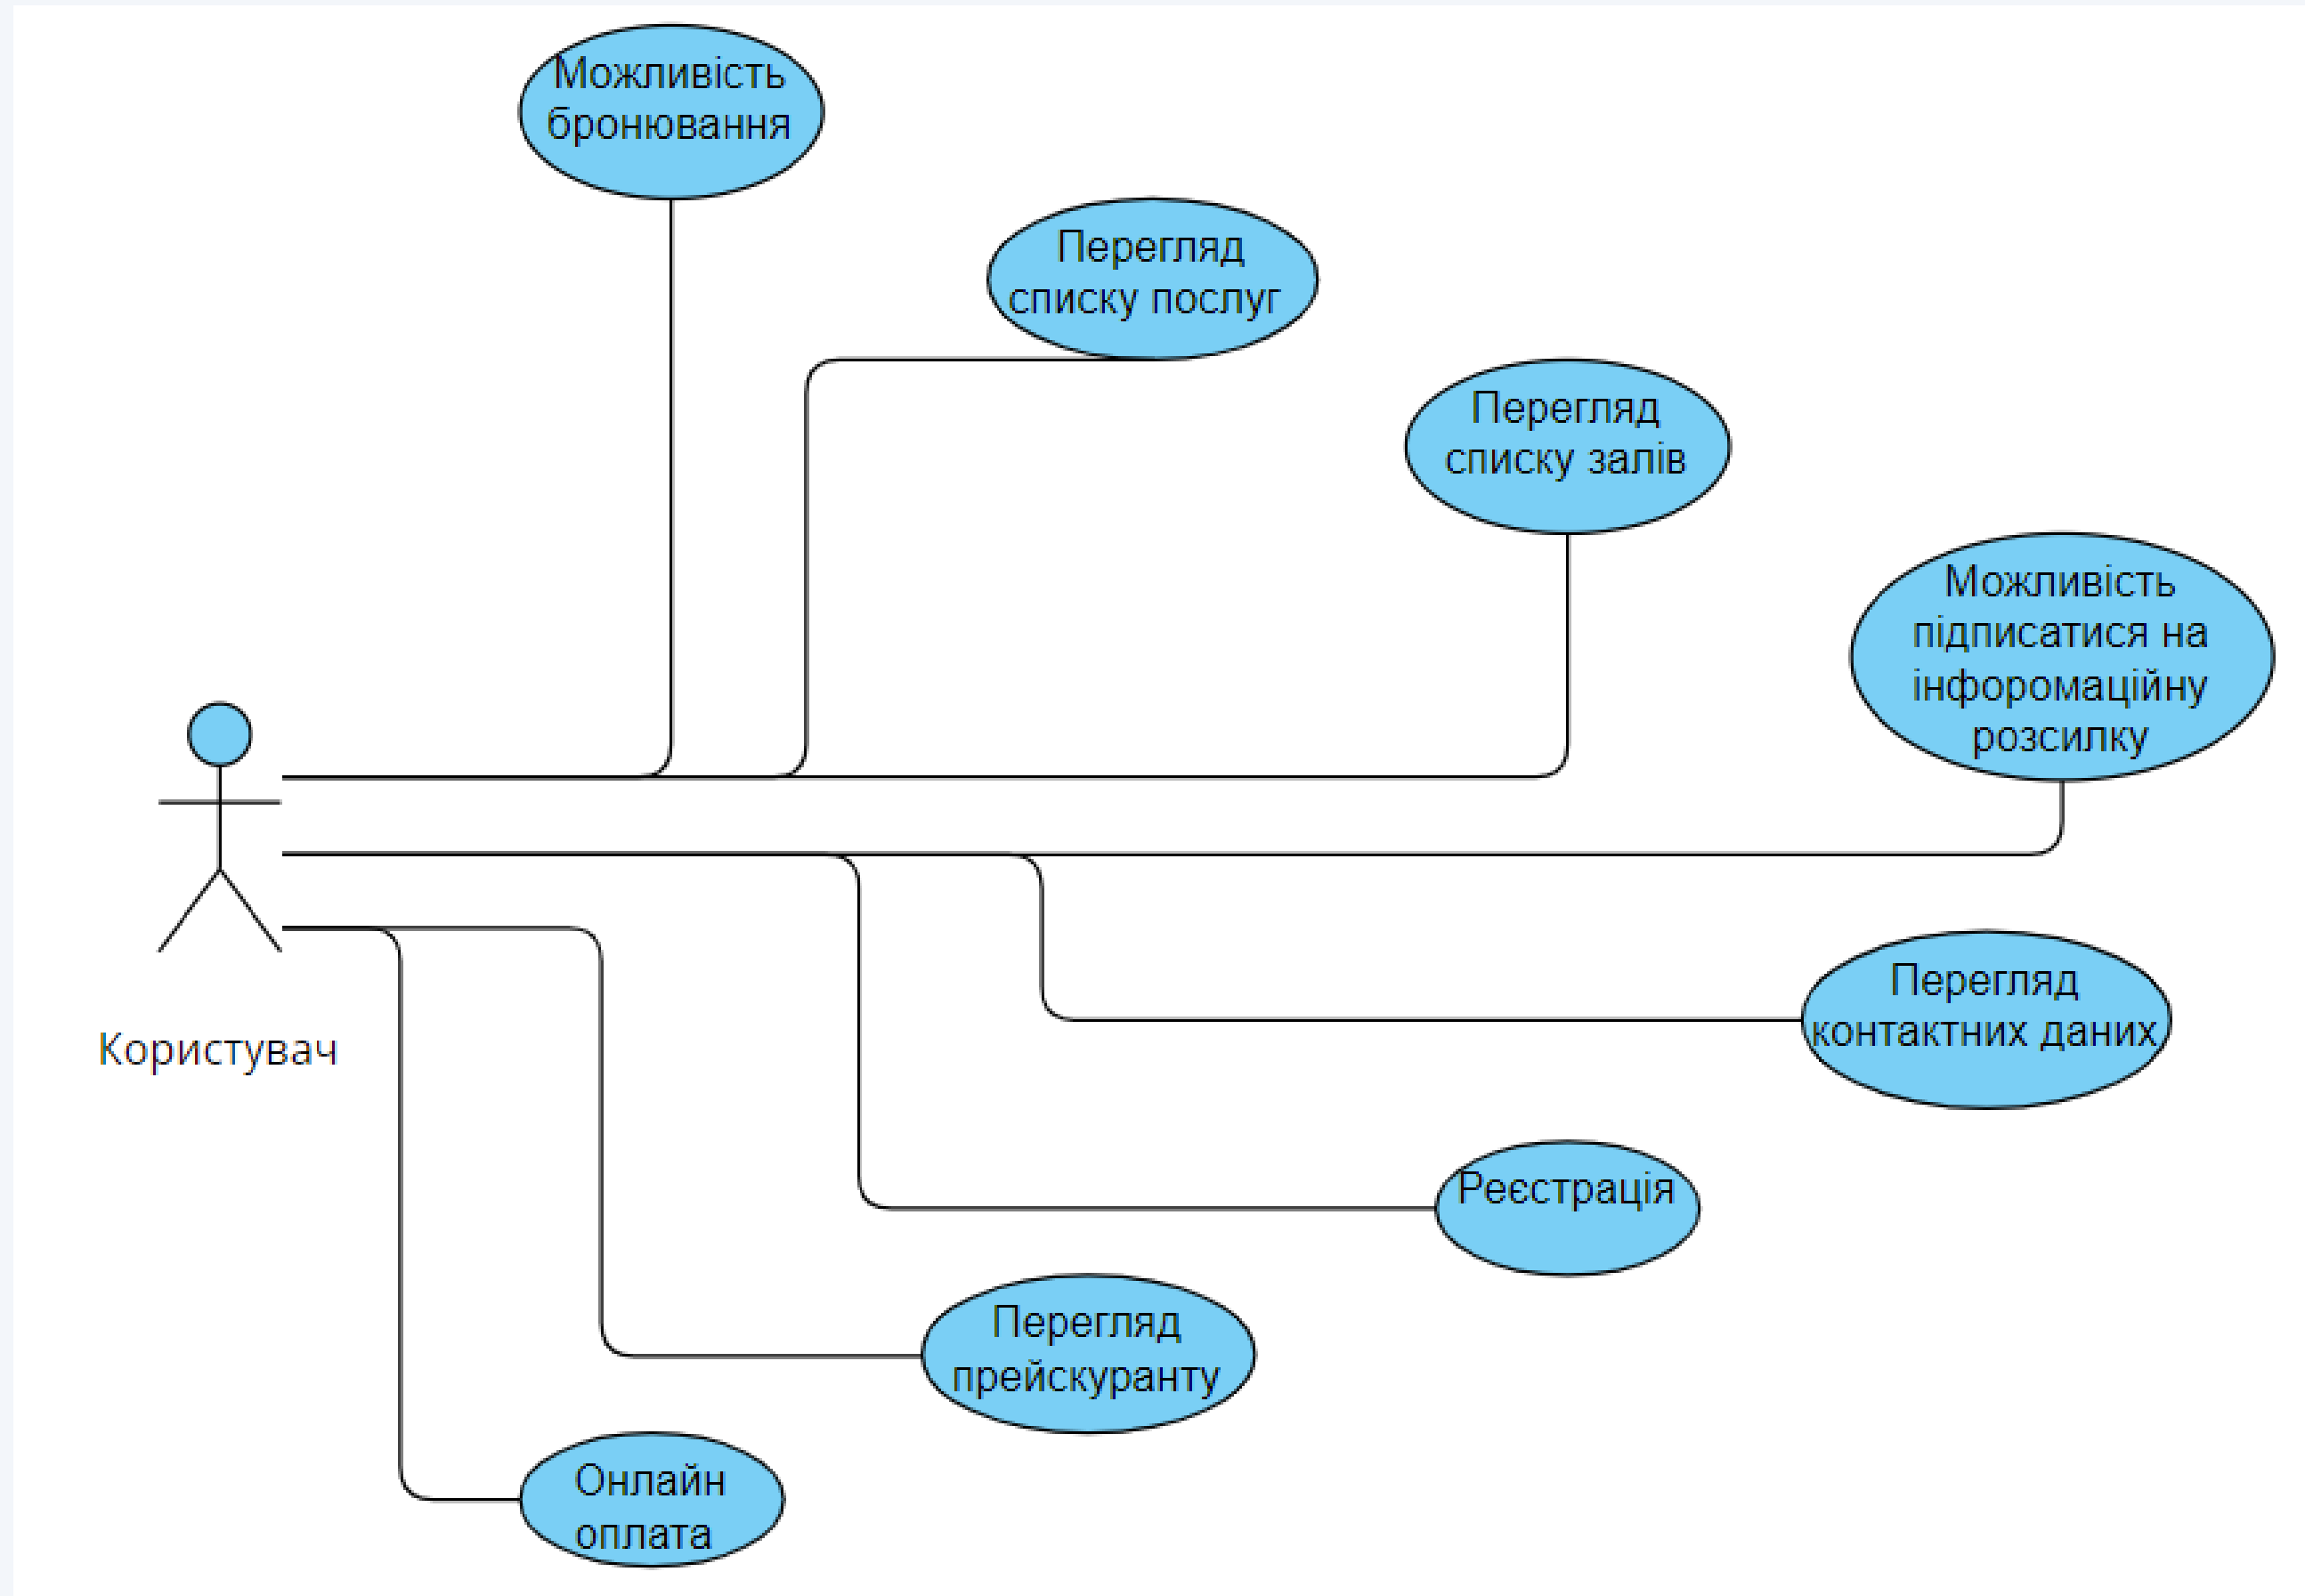 Можливість
бронювання
Перегляд
списку послуг
Перегляд
списку залів
Можливість
підписатися на
інфоромаційну
розсилку
Користувач
Перегляд
контактних даних
Реєстрація
Перегляд
прейскуранту
Онлайн
оплата